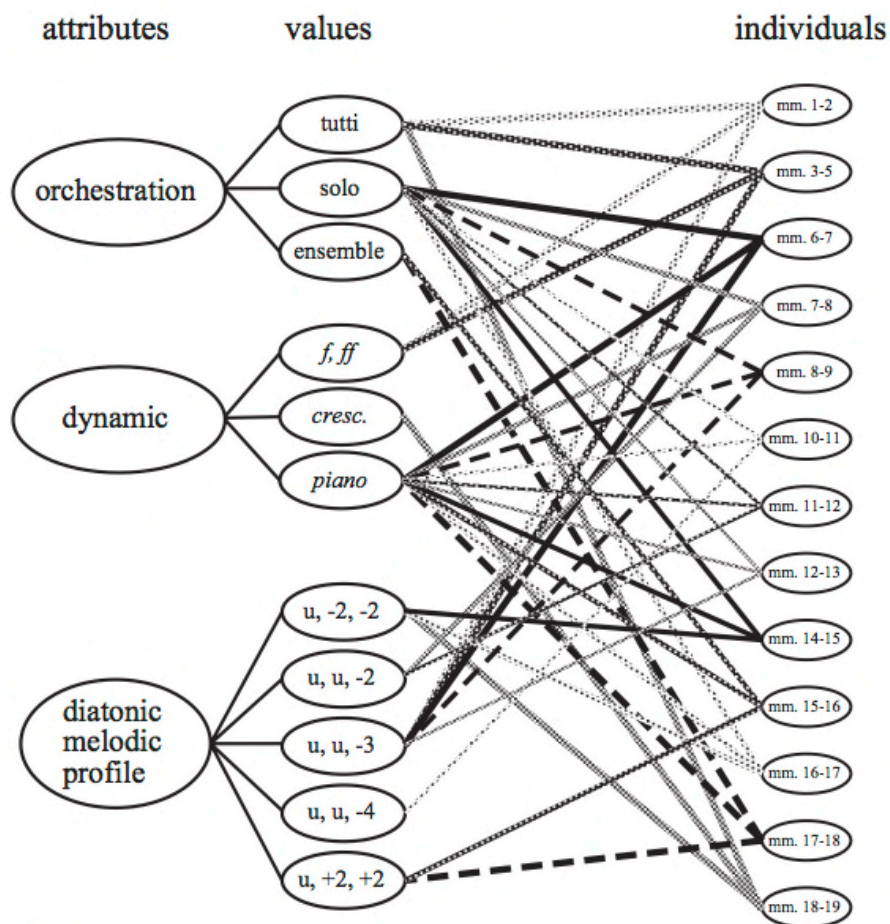 attributes values individuals
orchestration
tutti
solo
ensemble
dynamic
f, ff
cresc.
piano
diatonic
melodic
profile
u, -2, -2
u, u, -2
u, u, -3
u, u, -4
u, +2, +2
mm. 1-2
mm. 3-5
mm. 6-7
mm. 7-8
mm. 8-9
mm. 10-11
mm. 11-12
mm. 12-13
mm. 14-15
mm. 15-16
mm. 16-17
mm. 17-18
mm. 18-19